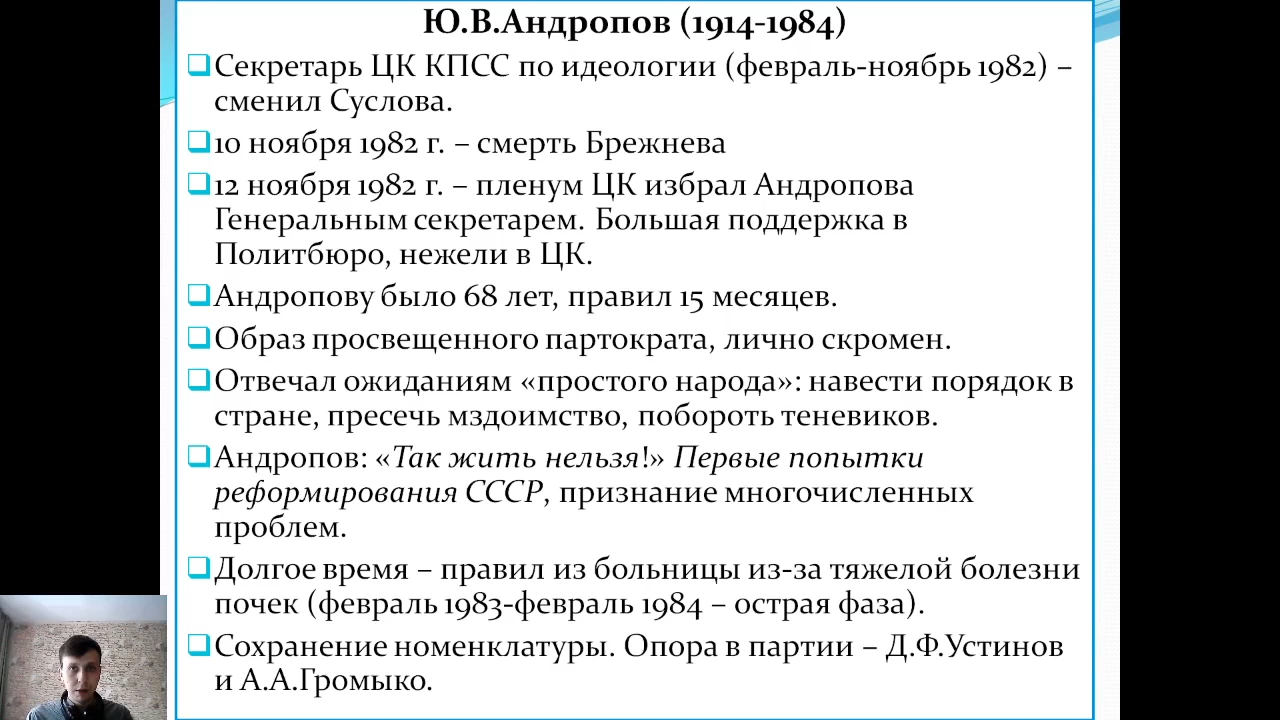 Ю.В.Андропов (1914-1984)
Секретарь ЦК КПСС по идеологии (февраль-ноябрь 1982) –
сменил Суслова.
10 ноября 1982 г. – смерть Брежнева
12 ноября 1982 г. – пленум ЦК избрал Андропова
Генеральным секретарем. Большая поддержка в
Политбюро, нежели в ЦК.
Андропову было 68 лет, правил 15 месяцев.
Образ просвещенного партократа, лично скромен.
Отвечал ожиданиям «простого народа»: навести порядок в
стране, пресечь мздоимство, побороть теневиков.
Андропов: «Так жить нельзя!» Первые попытки
реформирования СССР, признание многочисленных
проблем.
Долгое время – правил из больницы из-за тяжелой болезни
почек (февраль 1983-февраль 1984 – острая фаза).
Сохранение номенклатуры. Опора в партии – Д.Ф.Устинов
и А.А.Громыко.